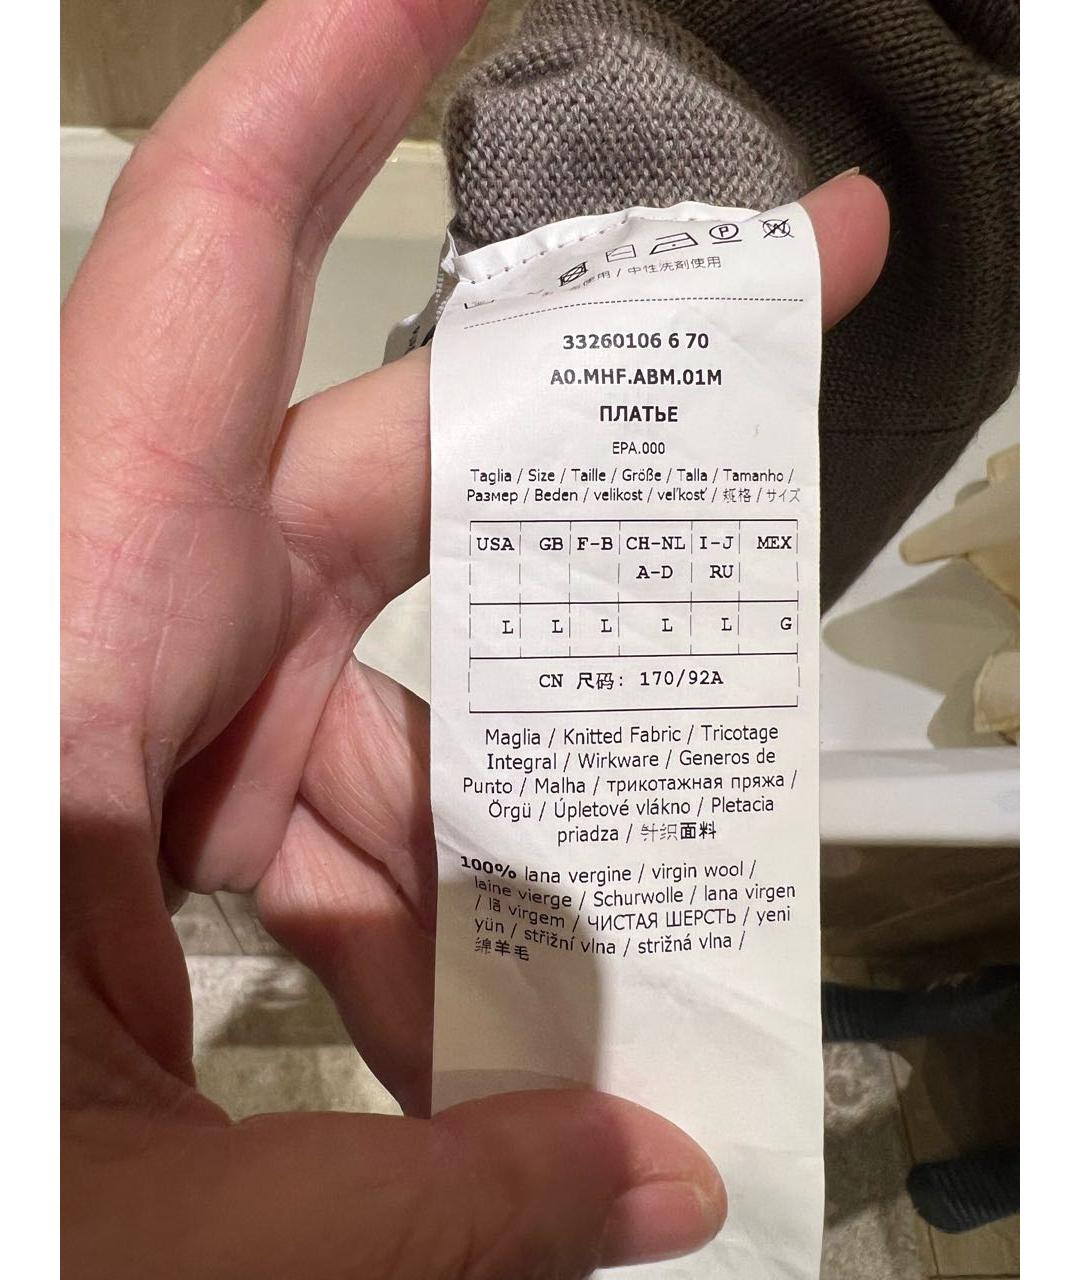 使用 / 中性洗剤使用
33260106 6 70
A0.MHF.ABM.01M
ПЛАТЬЕ
EPA.000
Taglia / Size / Taille / Größe / Talla / Tamanho /
Размер / Beden / velikost / veľkosť / 规格 / サイズ
USA GB F-B CH-NL I-J MEX
A-D RU
L L L L L G
CN 尺码: 170/92A
Maglia / Knitted Fabric / Tricotage
Integral / Wirkware / Generos de
Punto / Malha / трикотажная пряжа /
Örgü / Úpletové vlákno / Pletacia
priadza / 针织面料
100% lana vergine / virgin wool /
laine vierge / Schurwolle / lana virgen
/ lã virgem / ЧИСТАЯ ШЕРСТЬ / yeni
yün / střižní vlna / strižná vlna /
绵羊毛